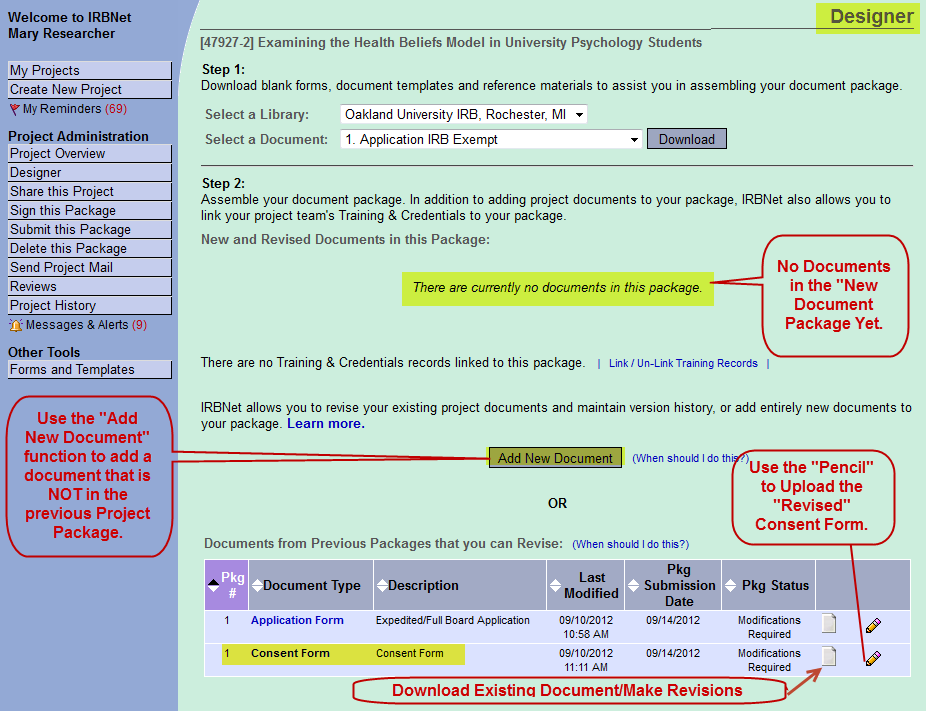 Welcome to IRBNet
Mary Researcher
My Projects
Create New Project
My Reminders (69)
Project Administration
Project Overview
Designer
Share this Project
Sign this Package
Submit this Package
Delete this Package
Send Project Mail
Reviews
Project History
Messages & Alerts (9)
Other Tools
Forms and Templates
Use the "Add
New Document"
function to add a
document that is
NOT in the
previous Project
Package.
Designer
[47927-2] Examining the Health Beliefs Model in University Psychology Students
Step 1:
Download blank forms, document templates and reference materials to assist you in assembling your document package.
Select a Library: Oakland University IRB, Rochester, MI
Select a Document: 1. Application IRB Exempt Download
Step 2:
Assemble your document package. In addition to adding project documents to your package, IRBNet also allows you to
link your project team's Training & Credentials to your package.
New and Revised Documents in this Package:
There are currently no documents in this package.
No Documents
in the "New
Document
Package Yet.
There are no Training & Credentials records linked to this package. | Link / Un-Link Training Records |
IRBNet allows you to revise your existing project documents and maintain version history, or add entirely new documents to
your package. Learn more.
Add New Document (When should I do this?)
Use the "Pencil"
to Upload the
"Revised"
Consent Form.
OR
Documents from Previous Packages that you can Revise: (When should I do this?)
Pkg # Document Type Description Last Modified Pkg Submission Date Pkg Status
1 Application Form Expedited/Full Board Application 09/10/2012 10:58 AM 09/14/2012 Modifications Required
1 Consent Form Consent Form 09/10/2012 11:11 AM 09/14/2012 Modifications Required
Download Existing Document/Make Revisions